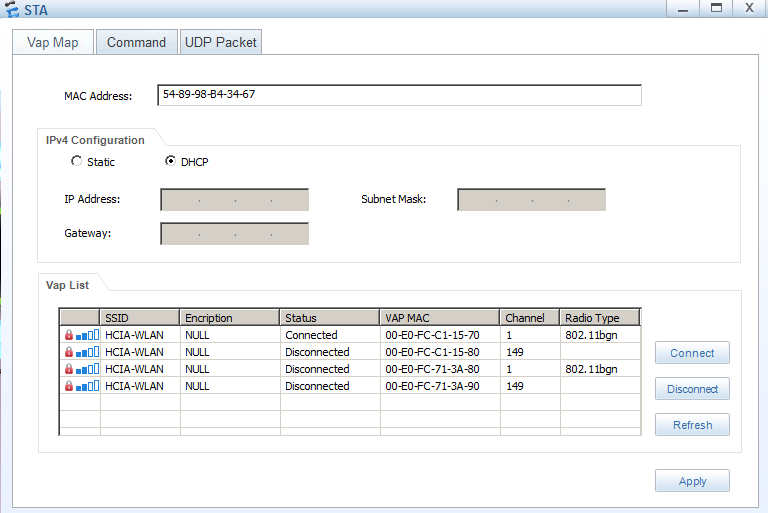 STA
Vap Map Command UDP Packet
MAC Address: 54-89-98-B4-34-67
IPv4 Configuration
Static DHCP
IP Address: . . . Subnet Mask: . . .
Gateway: . . .
Vap List
SSID Encription Status VAP MAC Channel Radio Type
HCIA-WLAN NULL Connected 00-E0-FC-C1-15-70 1 802.11bgn
HCIA-WLAN NULL Disconnected 00-E0-FC-C1-15-80 149
HCIA-WLAN NULL Disconnected 00-E0-FC-71-3A-80 1 802.11bgn
HCIA-WLAN NULL Disconnected 00-E0-FC-71-3A-90 149
Connect
Disconnect
Refresh
Apply